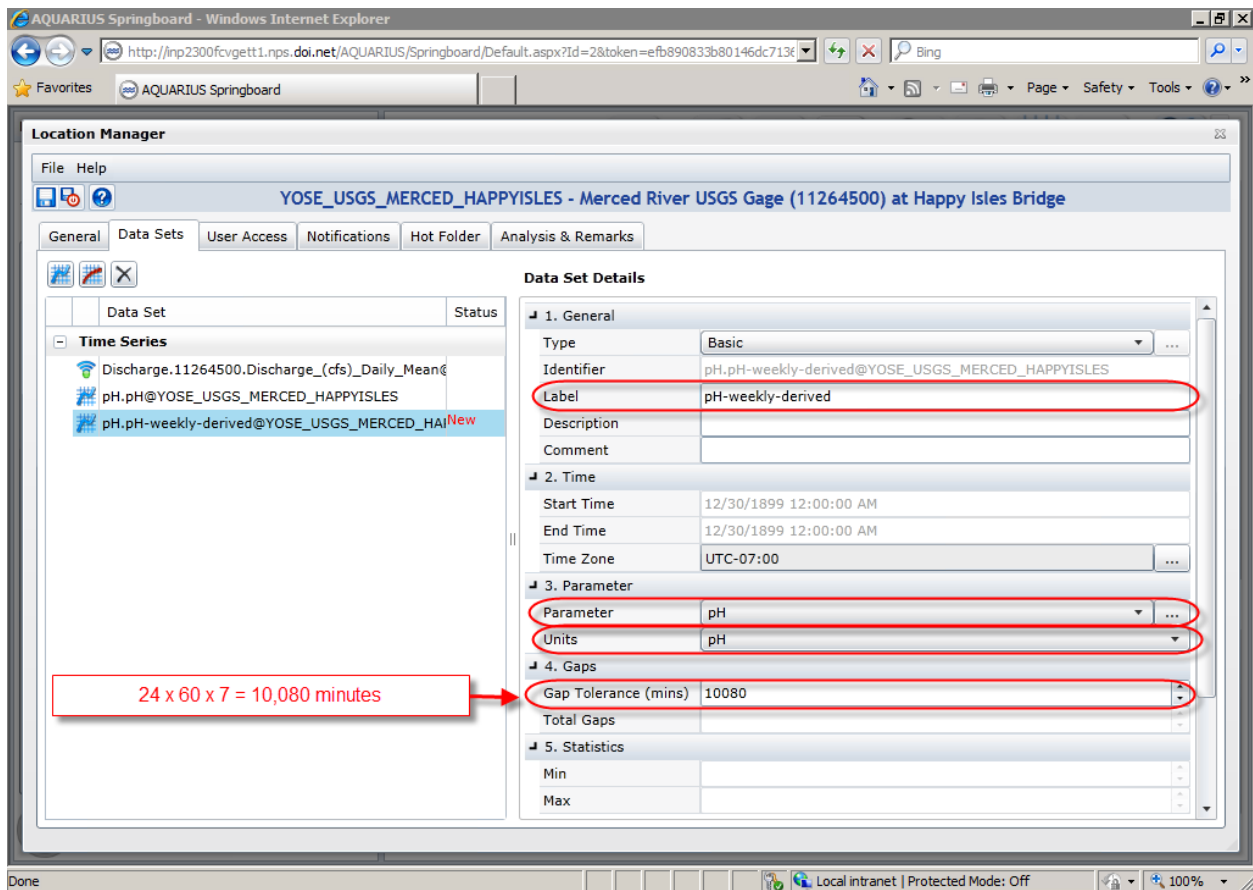 AQUARIUS Springboard - Windows Internet Explorer
http://inp2300fcvgett1.nps.doi.net/AQUARIUS/Springboard/Default.aspx?Id=2&token=efb890833b80146dc713
Bing
Favorites AQUARIUS Springboard Page Safety Tools »
Location Manager
File Help
YOSE_USGS_MERCED_HAPPYISLES - Merced River USGS Gage (11264500) at Happy Isles Bridge
General Data Sets User Access Notifications Hot Folder Analysis & Remarks
Data Set Details
Data Set Status
Time Series
Discharge.11264500.Discharge_(cfs)_Daily_Mean@
pH.pH@YOSE_USGS_MERCED_HAPPYISLES
pH.pH-weekly-derived@YOSE_USGS_MERCED_HA New
1. General
Type Basic ...
Identifier pH.pH-weekly-derived@YOSE_USGS_MERCED_HAPPYISLES
Label pH-weekly-derived
Description
Comment
2. Time
Start Time 12/30/1899 12:00:00 AM
End Time 12/30/1899 12:00:00 AM
Time Zone UTC-07:00 ...
3. Parameter
Parameter pH ...
Units pH
4. Gaps
24 x 60 x 7 = 10,080 minutes
Gap Tolerance (mins) 10080
Total Gaps
5. Statistics
Min
Max
Done Local intranet | Protected Mode: Off 100%